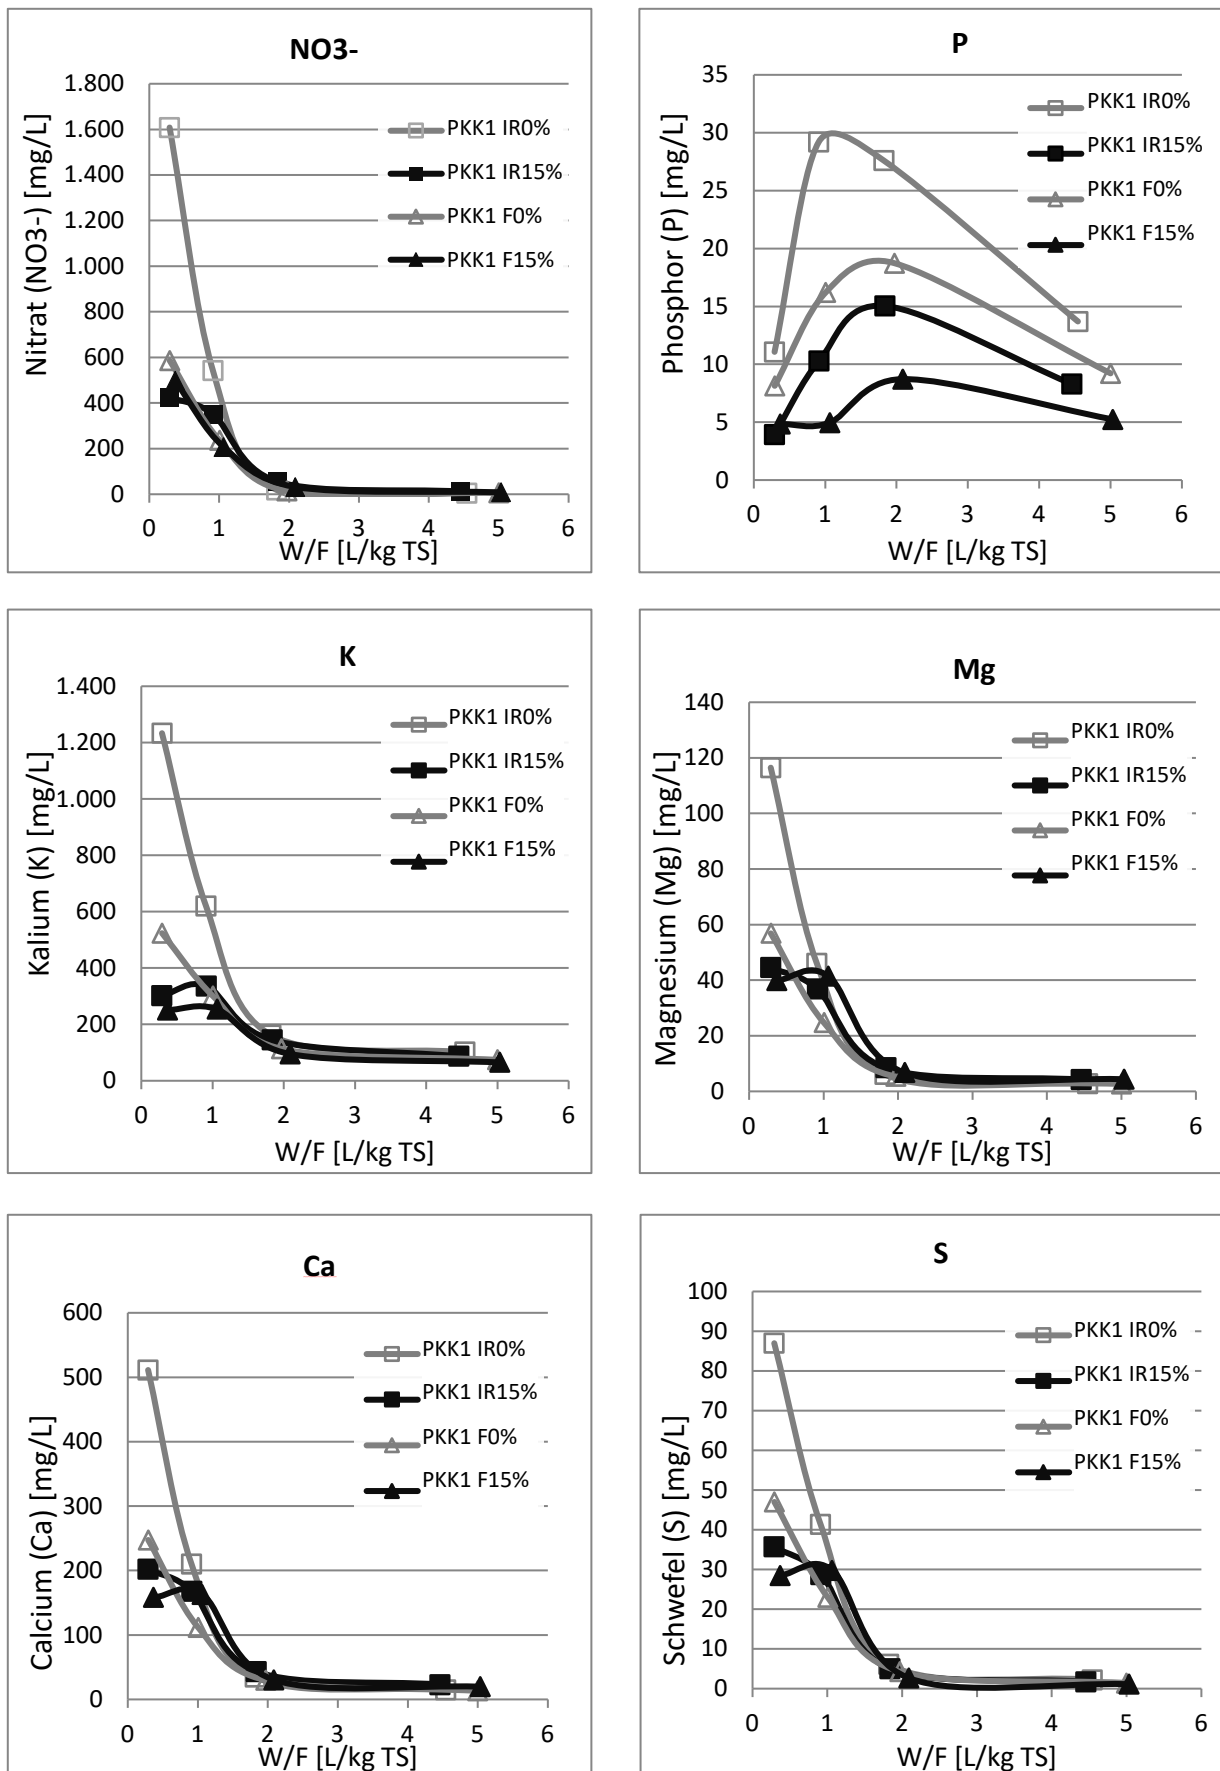 NO3-
Nitrat (NO3-) [mg/L]
1.800
1.600
1.400
1.200
1.000
800
600
400
200
0
0 1 2 3 4 5 6
W/F [L/kg TS]
PKK1 IR0%
PKK1 IR15%
PKK1 F0%
PKK1 F15%
P
Phosphor (P) [mg/L]
35
30
25
20
15
10
5
0
0 1 2 3 4 5 6
W/F [L/kg TS]
PKK1 IR0%
PKK1 IR15%
PKK1 F0%
PKK1 F15%
K
Kalium (K) [mg/L]
1.400
1.200
1.000
800
600
400
200
0
0 1 2 3 4 5 6
W/F [L/kg TS]
PKK1 IR0%
PKK1 IR15%
PKK1 F0%
PKK1 F15%
Mg
Magnesium (Mg) [mg/L]
140
120
100
80
60
40
20
0
0 1 2 3 4 5 6
W/F [L/kg TS]
PKK1 IR0%
PKK1 IR15%
PKK1 F0%
PKK1 F15%
Ca
Calcium (Ca) [mg/L]
600
500
400
300
200
100
0
0 1 2 3 4 5 6
W/F [L/kg TS]
PKK1 IR0%
PKK1 IR15%
PKK1 F0%
PKK1 F15%
S
Schwefel (S) [mg/L]
100
90
80
70
60
50
40
30
20
10
0
0 1 2 3 4 5 6
W/F [L/kg TS]
PKK1 IR0%
PKK1 IR15%
PKK1 F0%
PKK1 F15%